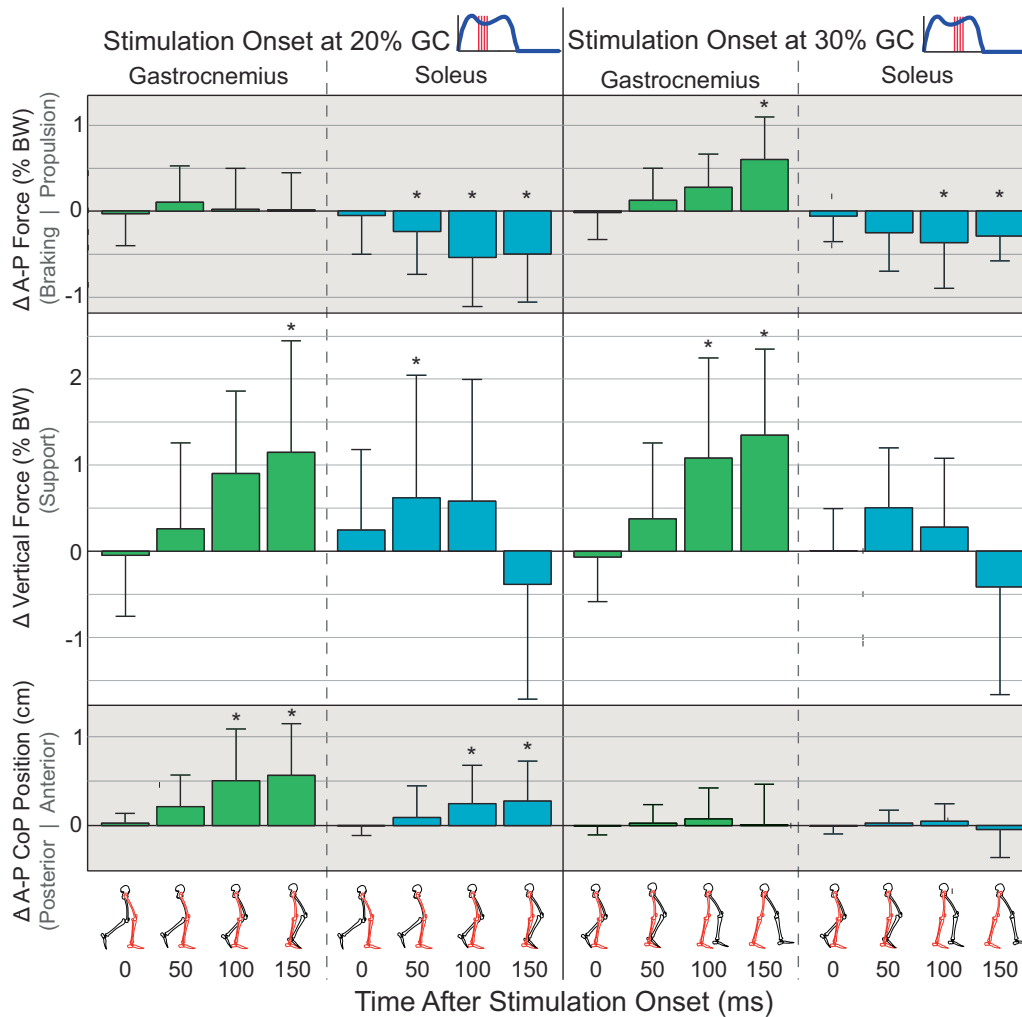 Stimulation Onset at 20% GC
Stimulation Onset at 30% GC
Gastrocnemius
Soleus
Gastrocnemius
Soleus
Δ A-P Force (% BW)
(Braking | Propulsion)
1
0
-1
* * * * * *
Δ Vertical Force (% BW)
(Support)
2
1
0
-1
* * * *
Δ A-P CoP Position (cm)
(Posterior | Anterior)
1
0
* * * *
0 50 100 150 0 50 100 150 0 50 100 150 0 50 100 150
Time After Stimulation Onset (ms)